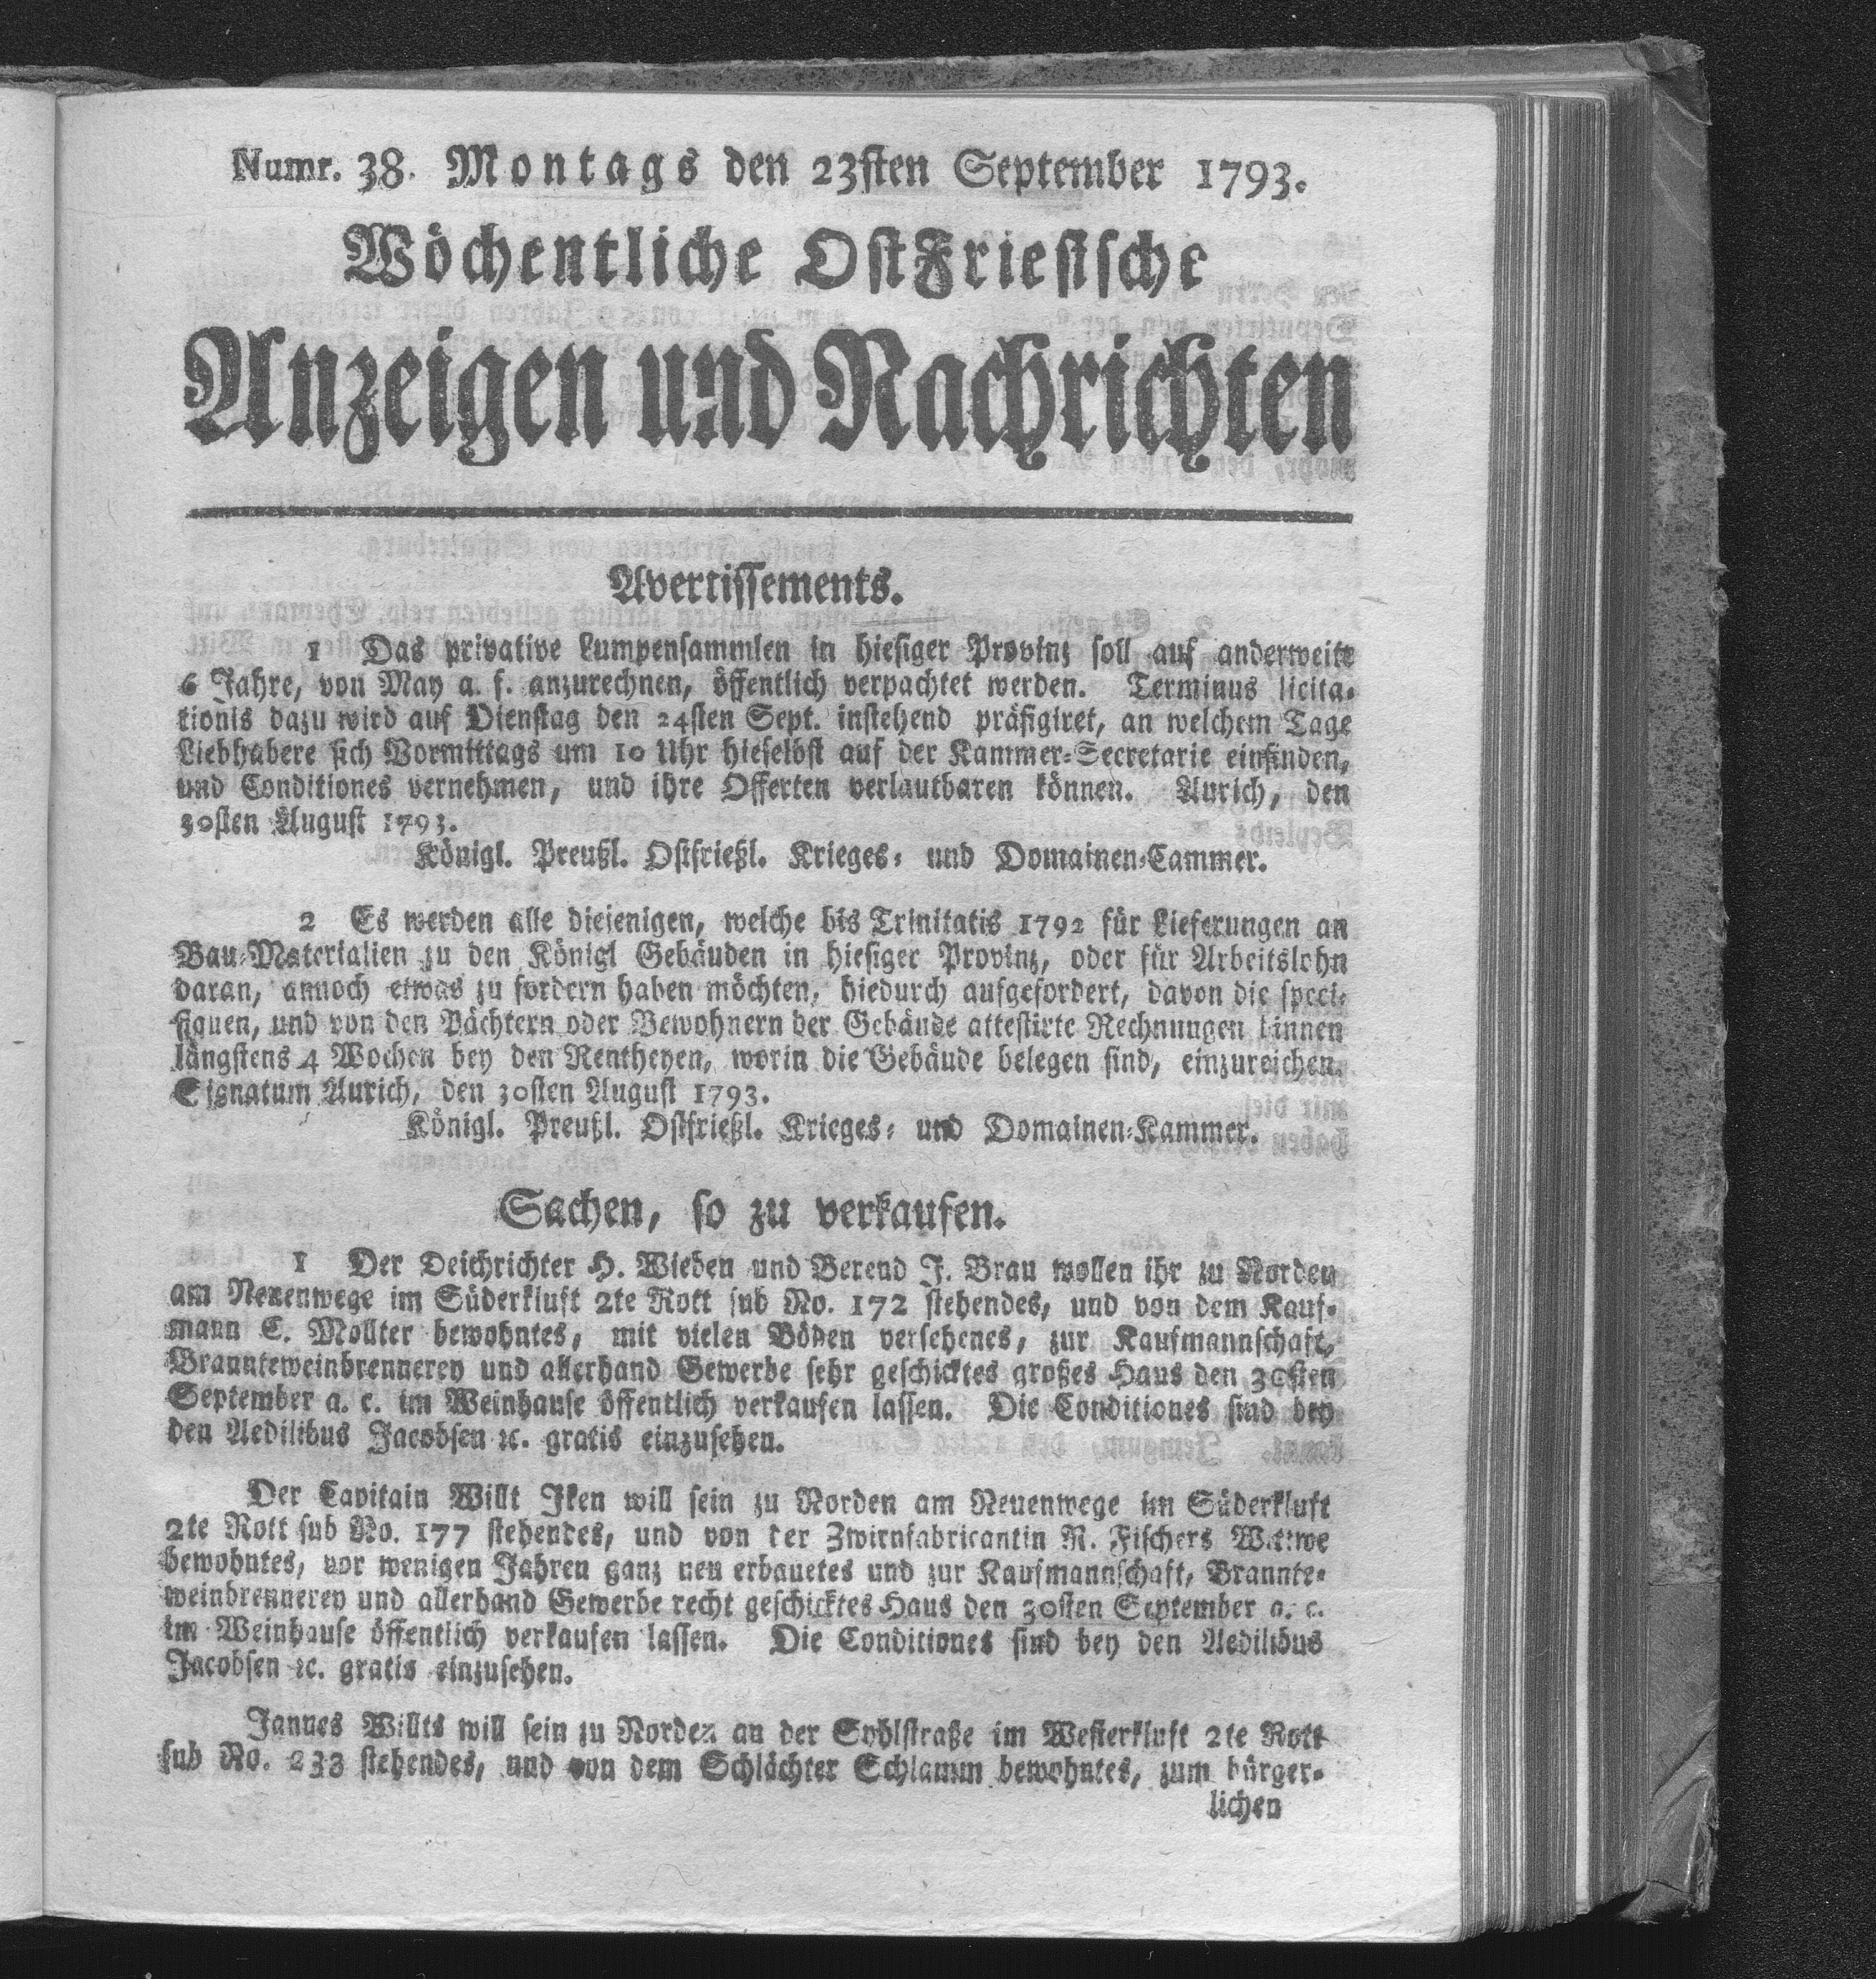 Numr. 38. Montags den 23sten September 1793.
Wöchentliche OstFriesische
Anzeigen und Nachrichten
Avertissements.
1 Das privative Lumpensammlen in hiesiger Provinz soll auf anderweite
6 Jahre, von May a. f. anzurechnen, öffentlich verpachtet werden. Terminus licita-
tionis dazu wird auf Dienstag den 24sten Sept. instehend präfigiret, an welchem Tage
Liebhabere sich Vormittags um 10 Uhr hieselbst auf der Kammer-Secretarie einfinden,
und Conditiones vernehmen, und ihre Offerten verlautbaren können. Aurich, den
30sten August 1793.
Königl. Preußl. Ostfrießl. Krieges- und Domainen-Cammer.
2 Es werden alle diejenigen, welche bis Trinitatis 1792 für Lieferungen an
Bau-Materialien zu den Königl Gebäuden in hiesiger Provinz, oder für Arbeitslohn
daran, annoch etwas zu fordern haben möchten, hiedurch aufgefordert, davon die speci-
fiquen, und von den Pächtern oder Bewohnern der Gebäude attestirte Rechnungen binnen
längstens 4 Wochen bey den Rentheyen, worin die Gebäude belegen sind, einzureichen.
Signatum Aurich, den 30sten August 1793.
Königl. Preußl. Ostfrießl. Krieges- und Domainen-Kammer.
Sachen, so zu verkaufen.
1 Der Deichrichter H. Wieden und Berend J. Brau wollen ihr zu Norden
am Neuenwege im Süderkluft 2te Rott sub No. 172 stehendes, und von dem Kauf-
mann C. Mollter bewohntes, mit vielen Böden versehenes, zur Kaufmannschaft,
Brannteweinbrennerey und allerhand Gewerbe sehr geschicktes großes Haus den 30sten
September a. c. im Weinhause öffentlich verkaufen lassen. Die Conditiones sind bey
den Aedilibus Jacobsen ꝛc. gratis einzusehen.
Der Capitain Willt Iken will sein zu Norden am Neuenwege im Süderkluft
2te Rott sub No. 177 stehendes, und von der Zwirnfabricantin R. Fischers Wittwe
bewohntes, vor wenigen Jahren ganz neu erbauetes und zur Kaufmannschaft, Brannte-
weinbrennerey und allerhand Gewerbe recht geschicktes Haus den 30sten September a. c.
im Weinhause öffentlich verkaufen lassen. Die Conditiones sind bey den Aedilibus
Jacobsen ꝛc. gratis einzusehen.
Jannes Willts will sein zu Norden an der Syhlstraße im Westerkluft 2te Rott
sub No. 233 stehendes, und von dem Schlächter Schlamm bewohntes, zum bürger-
lichen